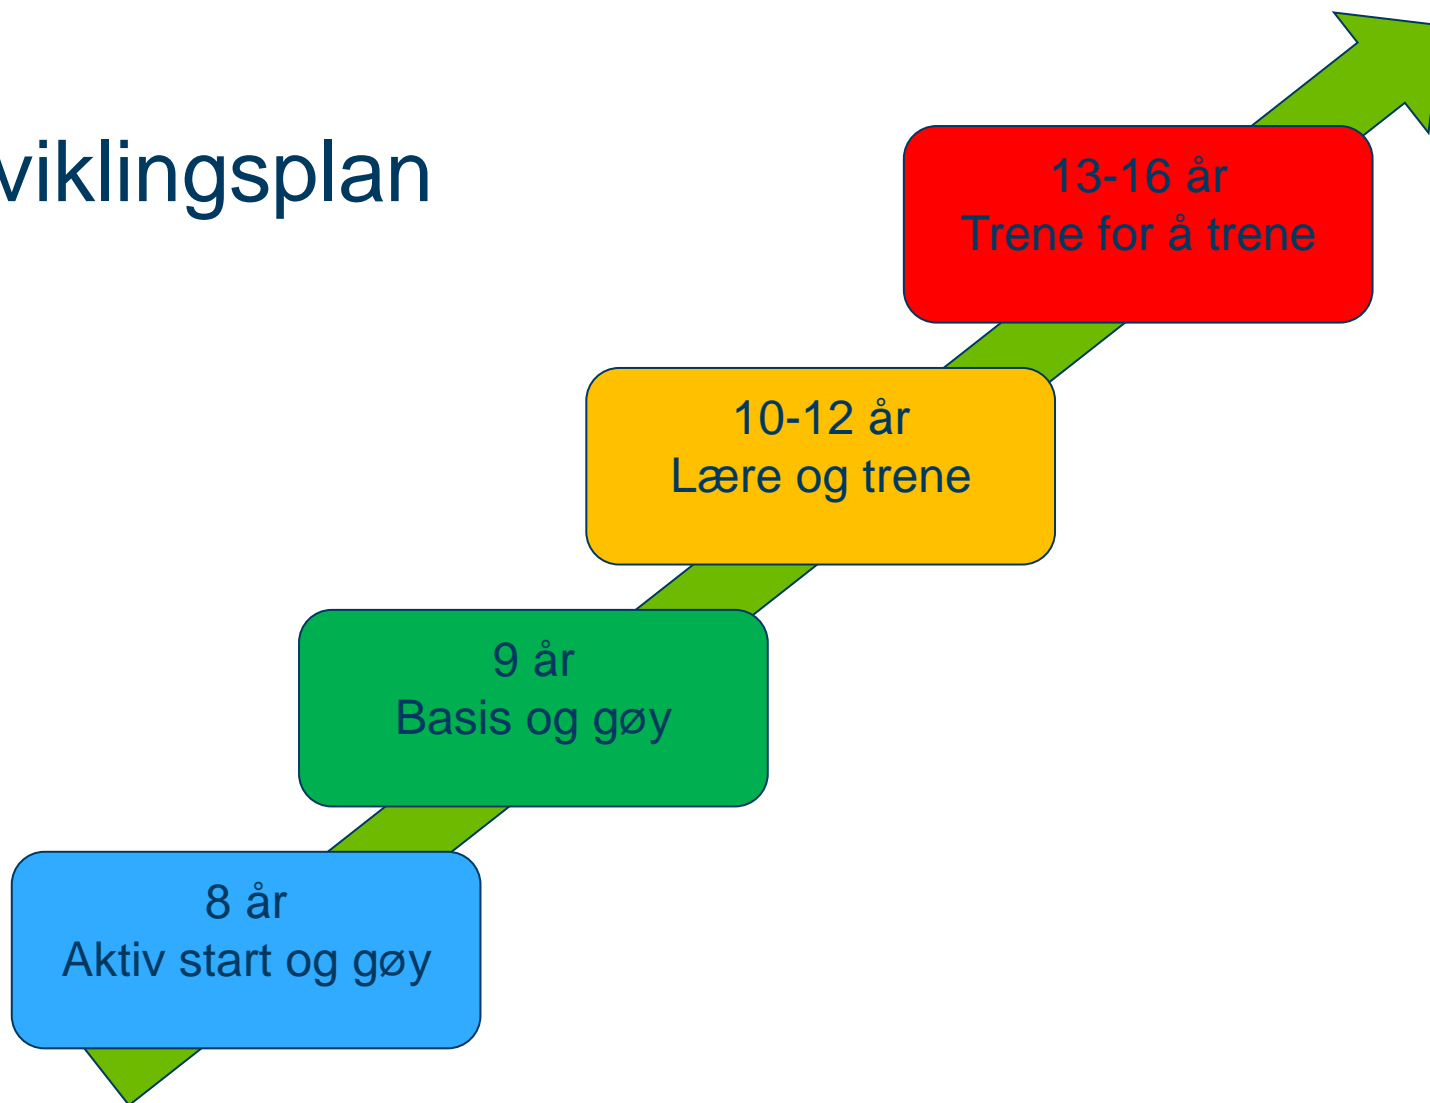 viklingsplan
13-16 år
Trene for å trene
10-12 år
Lære og trene
9 år
Basis og gøy
8 år
Aktiv start og gøy